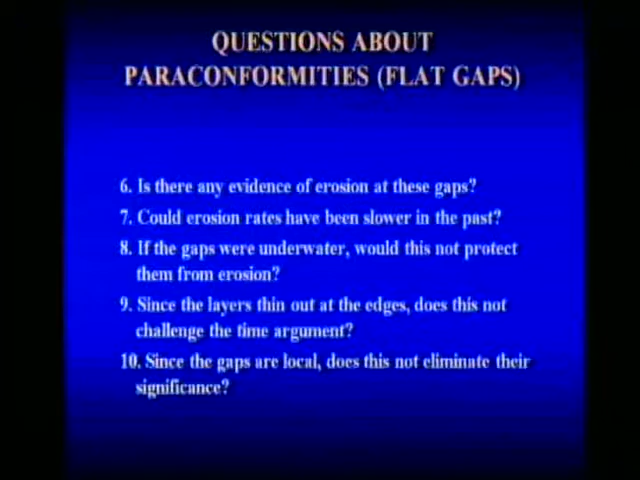 QUESTIONS ABOUT
PARACONFORMITIES (FLAT GAPS)
6. Is there any evidence of erosion at these gaps?
7. Could erosion rates have been slower in the past?
8. If the gaps were underwater, would this not protect
them from erosion?
9. Since the layers thin out at the edges, does this not
challenge the time argument?
10. Since the gaps are local, does this not eliminate their
significance?